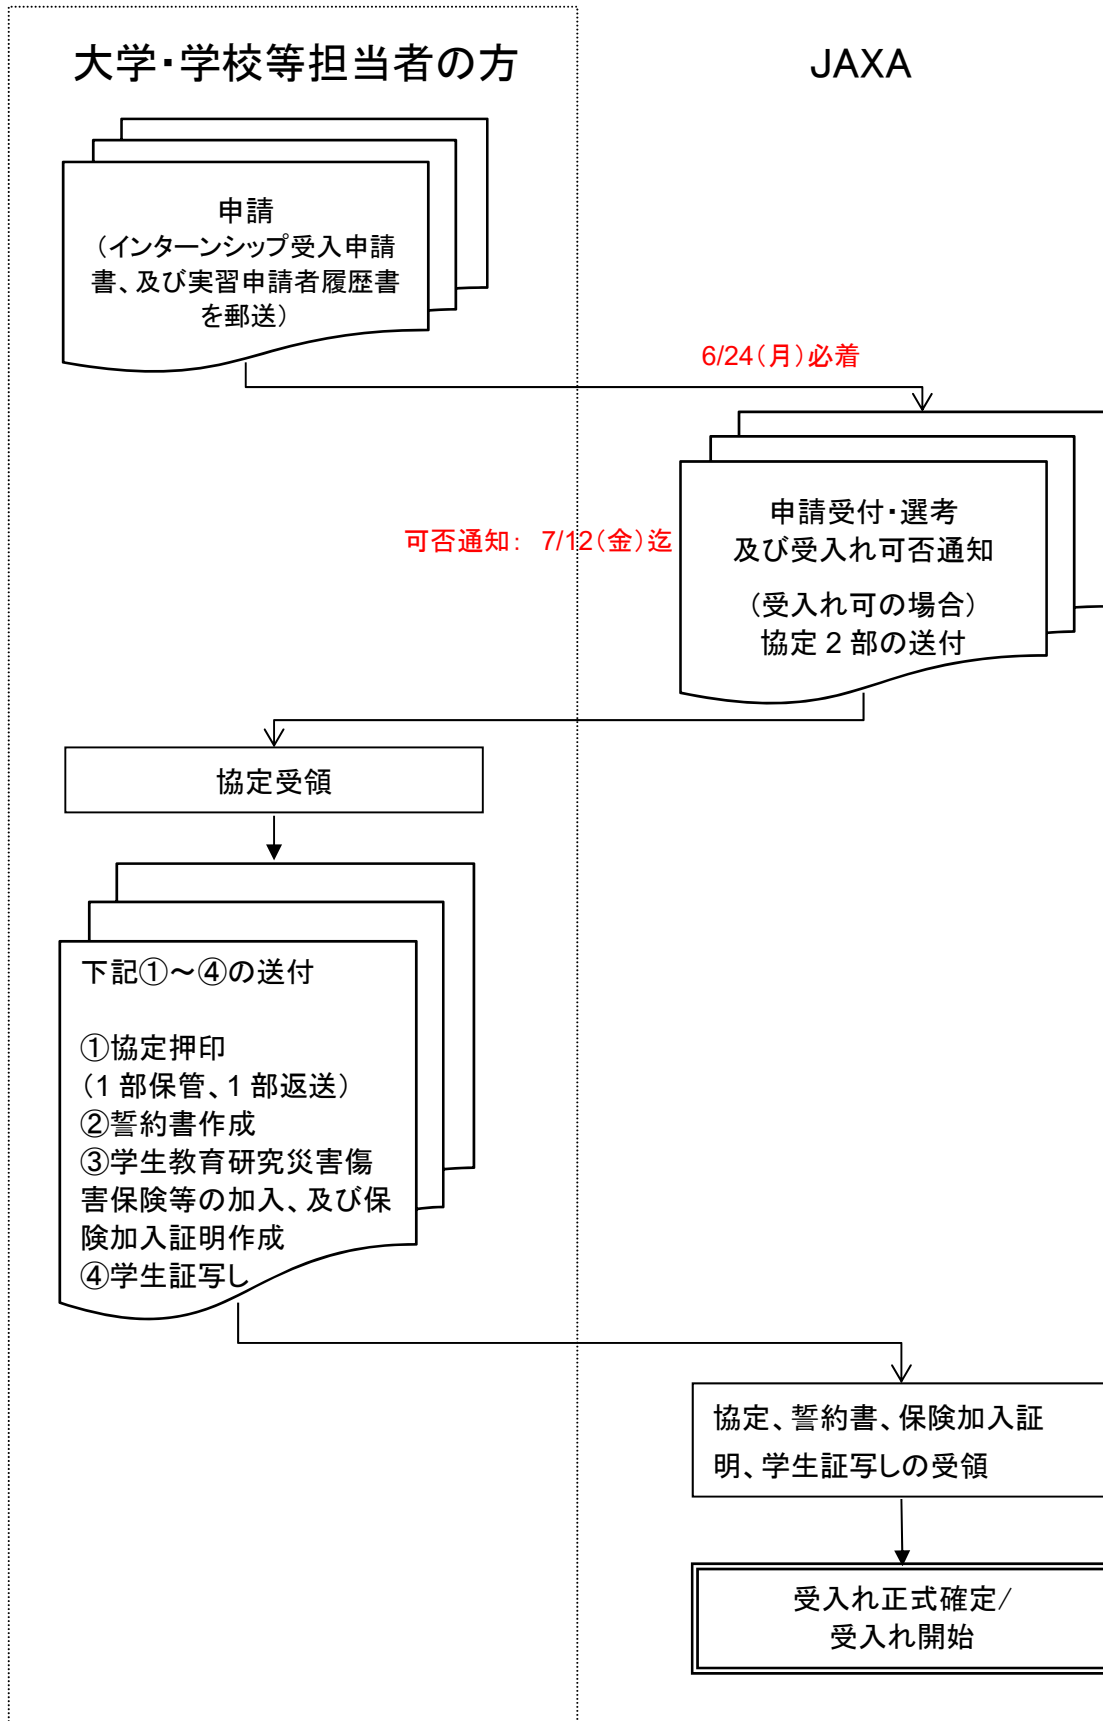 大学・学校等担当者の方
JAXA
申請
（インターンシップ受入申請
書、及び実習申請者履歴書
を郵送）
6/24（月）必着
申請受付・選考
及び受入れ可否通知
（受入れ可の場合）
協定 2 部の送付
可否通知： 7/12（金）迄
協定受領
下記①～④の送付
①協定押印
（1 部保管、1 部返送）
②誓約書作成
③学生教育研究災害傷
害保険等の加入、及び保
険加入証明作成
④学生証写し
協定、誓約書、保険加入証
明、学生証写しの受領
受入れ正式確定/
受入れ開始